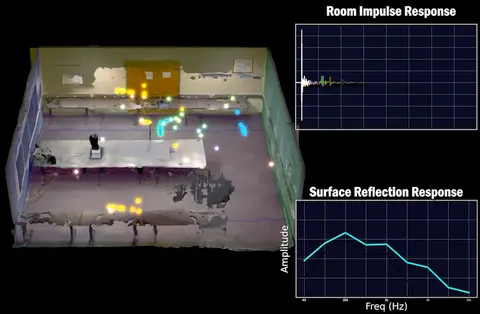 Room Impulse Response
Surface Reflection Response
Amplitude
Freq (Hz)